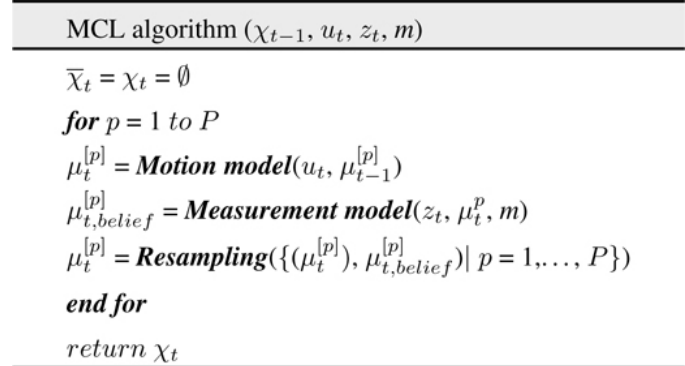 MCL algorithm (χ_{t−1}, u_t, z_t, m)
χ̅_t = χ_t = ∅
for p = 1 to P
μ_t^{[p]} = Motion model(u_t, μ_{t−1}^{[p]})
μ_{t,belief}^{[p]} = Measurement model(z_t, μ_t^p, m)
μ_t^{[p]} = Resampling({(μ_t^{[p]}), μ_{t,belief}^{[p]})| p = 1,..., P})
end for
return χ_t